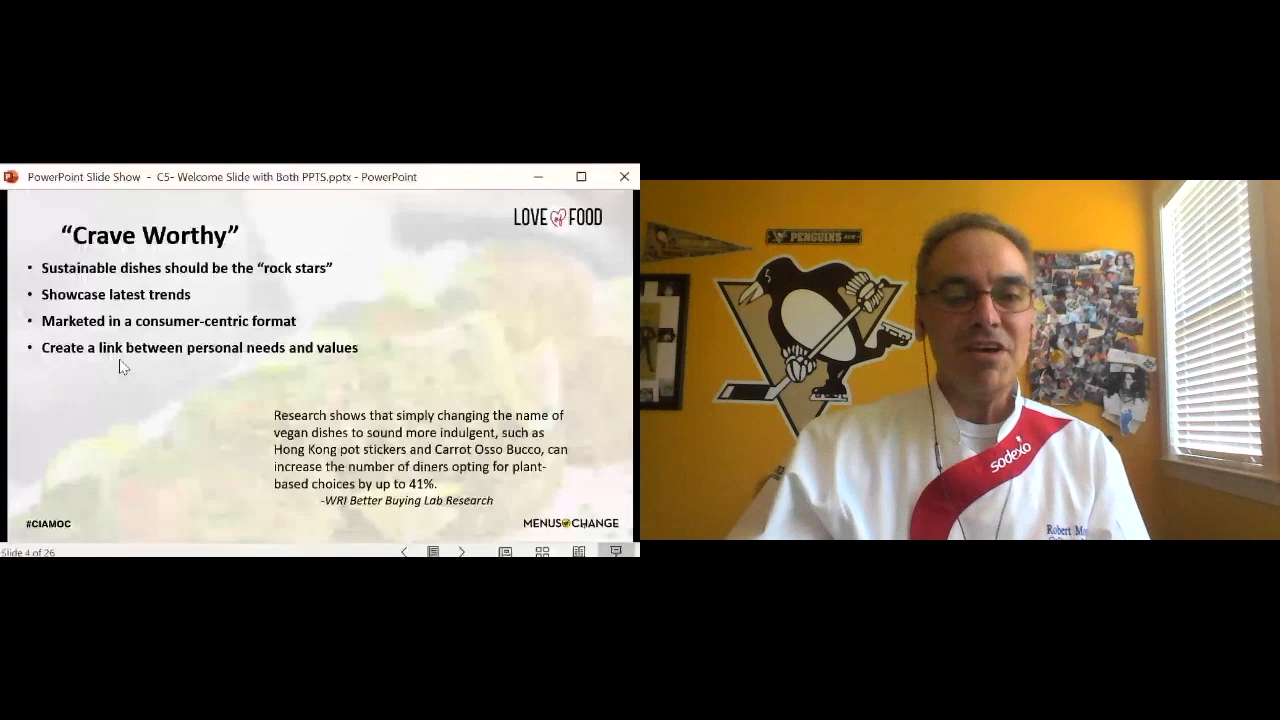 PowerPoint Slide Show - C5- Welcome Slide with Both PPTS.pptx - PowerPoint
LOVE of FOOD
“Crave Worthy”
• Sustainable dishes should be the “rock stars”
• Showcase latest trends
• Marketed in a consumer-centric format
• Create a link between personal needs and values
Research shows that simply changing the name of
vegan dishes to sound more indulgent, such as
Hong Kong pot stickers and Carrot Osso Bucco, can
increase the number of diners opting for plant-
based choices by up to 41%.
-WRI Better Buying Lab Research
#CIAMOC
MENUS CHANGE
Slide 4 of 26
PENGUINS
sodexo
Robert